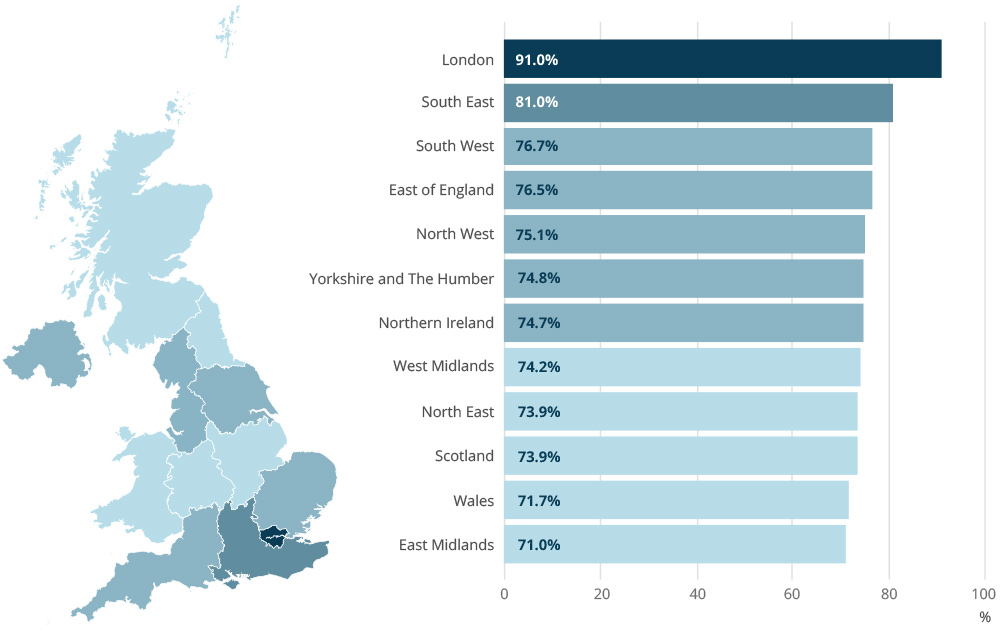 London 91.0%
South East 81.0%
South West 76.7%
East of England 76.5%
North West 75.1%
Yorkshire and The Humber 74.8%
Northern Ireland 74.7%
West Midlands 74.2%
North East 73.9%
Scotland 73.9%
Wales 71.7%
East Midlands 71.0%
0 20 40 60 80 100
%